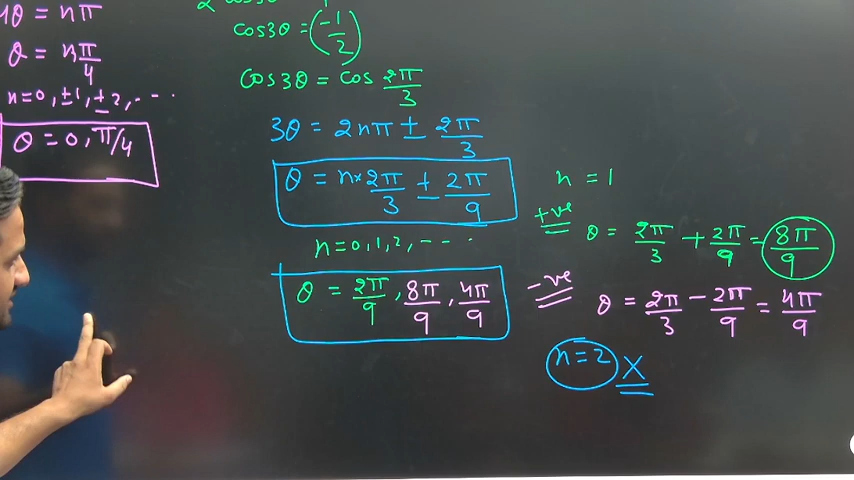 4θ = nπ
θ = nπ/4
n=0, ±1, ±2, ---
θ = 0, π/4
cos3θ = (-1/2)
cos3θ = cos 2π/3
3θ = 2nπ ± 2π/3
θ = n×2π/3 ± 2π/9
n=0,1,2, ----
θ = 2π/9, 8π/9, 4π/9
n = 1
+ve θ = 2π/3 + 2π/9 = 8π/9
-ve θ = 2π/3 - 2π/9 = 4π/9
n=2 X